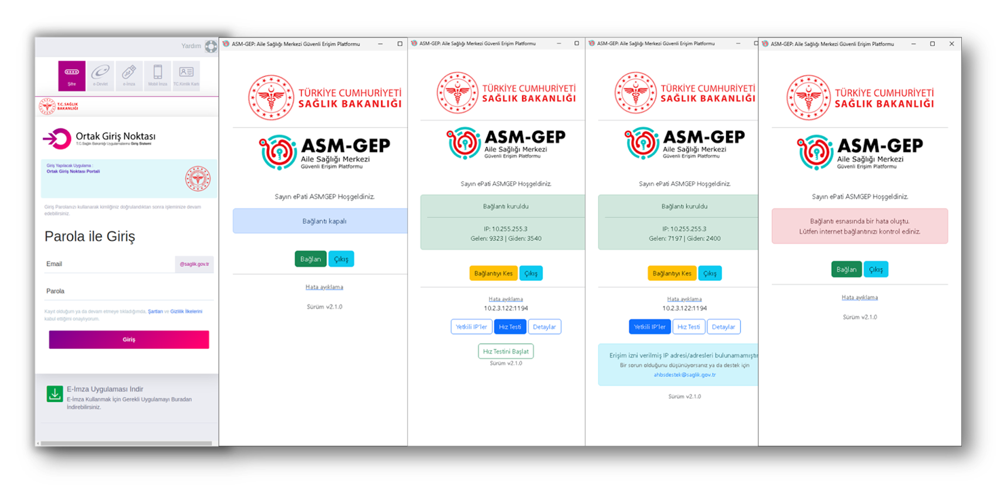 Yardım
Şifre
e-Devlet
e-İmza
Mobil İmza
T.C. Kimlik Kartı
T.C. SAĞLIK
BAKANLIĞI
Ortak Giriş Noktası
T.C.Sağlık Bakanlığı Uygulamalarına Giriş Sistemi
Giriş Yapılacak Uygulama :
Ortak Giriş Noktası Portali
Giriş Parolanızı kullanarak kimliğiniz doğrulandıktan sonra işleminize devam
edebilirsiniz.
Parola ile Giriş
Email
@saglik.gov.tr
Parola
Kayıt olduğum ya da devam etmeye tıkladığımda, Şartları ve Gizlilik İlkelerini
kabul ettiğimi onaylıyorum.
Giriş
E-İmza Uygulaması İndir
E-İmza Kullanmak İçin Gerekli Uygulamayı Buradan
İndirebilirsiniz.
ASM-GEP: Aile Sağlığı Merkezi Güvenli Erişim Platformu
TÜRKİYE CUMHURİYETİ
SAĞLIK BAKANLIĞI
ASM-GEP
Aile Sağlığı Merkezi
Güvenli Erişim Platformu
Sayın ePati ASMGEP Hoşgeldiniz.
Bağlantı kapalı
Bağlan
Çıkış
Hata ayıklama
Sürüm v2.1.0
ASM-GEP: Aile Sağlığı Merkezi Güvenli Erişim Platformu
TÜRKİYE CUMHURİYETİ
SAĞLIK BAKANLIĞI
ASM-GEP
Aile Sağlığı Merkezi
Güvenli Erişim Platformu
Sayın ePati ASMGEP Hoşgeldiniz.
Bağlantı kuruldu
IP: 10.255.255.3
Gelen: 9323 | Giden: 3540
Bağlantıyı Kes
Çıkış
Hata ayıklama
10.2.3.122:1194
Yetkili IP'ler
Hız Testi
Detaylar
Hız Testini Başlat
Sürüm v2.1.0
ASM-GEP: Aile Sağlığı Merkezi Güvenli Erişim Platformu
TÜRKİYE CUMHURİYETİ
SAĞLIK BAKANLIĞI
ASM-GEP
Aile Sağlığı Merkezi
Güvenli Erişim Platformu
Sayın ePati ASMGEP Hoşgeldiniz.
Bağlantı kuruldu
IP: 10.255.255.3
Gelen: 7197 | Giden: 2400
Bağlantıyı Kes
Çıkış
Hata ayıklama
10.2.3.122:1194
Yetkili IP'ler
Hız Testi
Detaylar
Erişim izni verilmiş IP adresi/adresleri bulunamamıştır
Bir sorun olduğunu düşünüyorsanız ya da destek için
ahbsdestek@saglik.gov.tr
Sürüm v2.1.0
ASM-GEP: Aile Sağlığı Merkezi Güvenli Erişim Platformu
TÜRKİYE CUMHURİYETİ
SAĞLIK BAKANLIĞI
ASM-GEP
Aile Sağlığı Merkezi
Güvenli Erişim Platformu
Sayın ePati ASMGEP Hoşgeldiniz.
Bağlantı esnasında bir hata oluştu.
Lütfen internet bağlantınızı kontrol ediniz.
Bağlan
Çıkış
Hata ayıklama
Sürüm v2.1.0